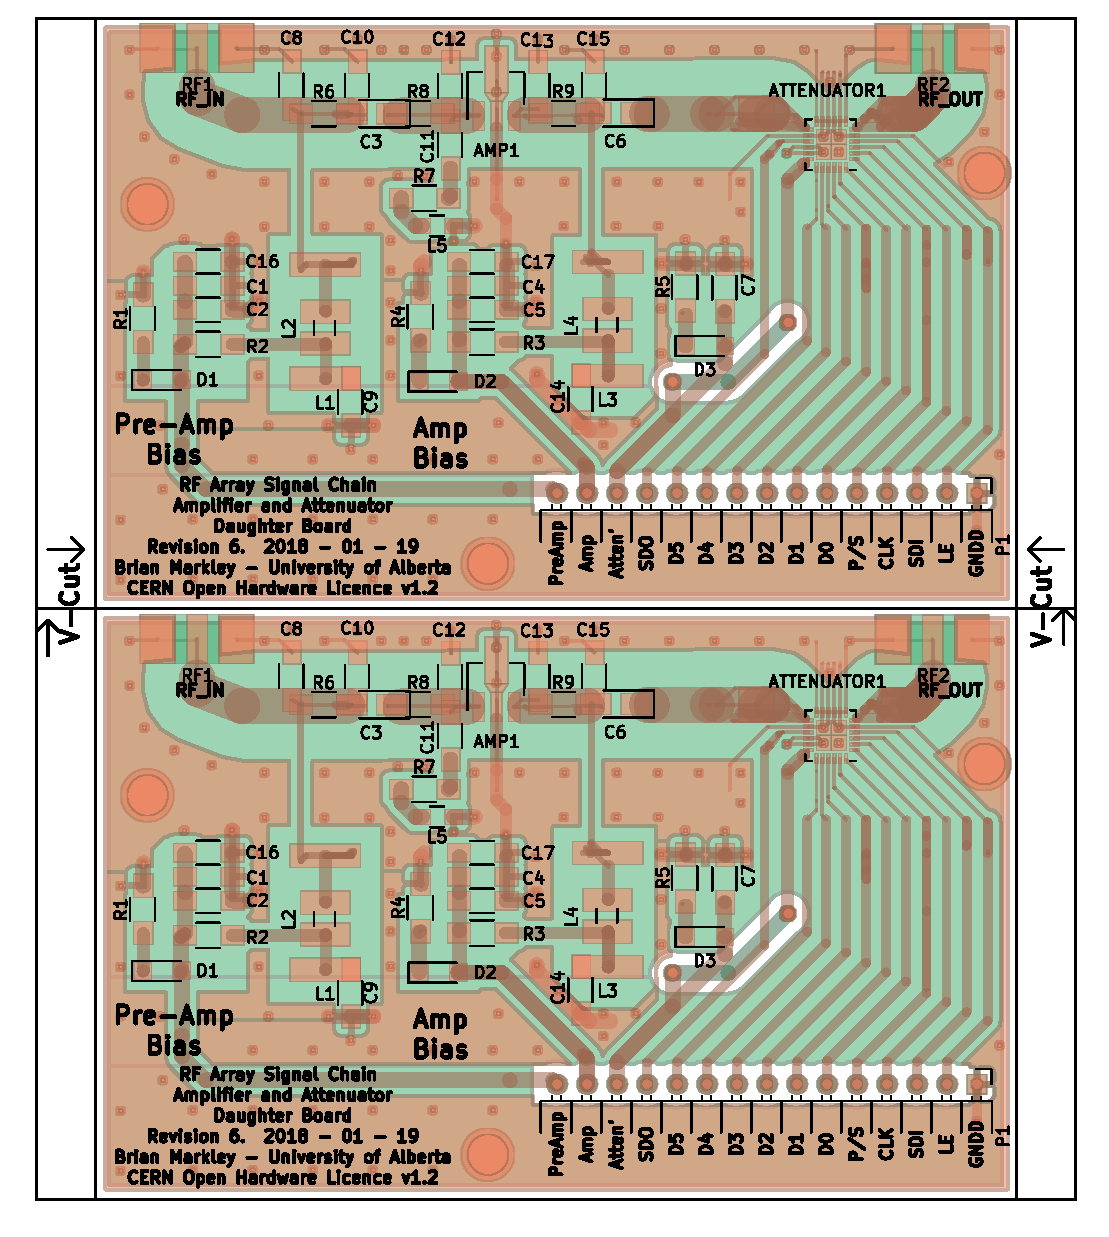 C8 C10 C12 C13 C15
RF1 RF_IN R6 R8 R9 ATTENUATOR1 RF2 RF_OUT
C3 C11 AMP1 C6
R7
L5
C16 C17
C1 C4 R5 C7
C2 C5
R1 L2 R4 L4
R2 R3
D1 D2 D3
L1 C9 C14 L3
Pre-Amp
Bias
Amp
Bias
RF Array Signal Chain
Amplifier and Attenuator
Daughter Board
Revision 6. 2018 - 01 - 19
Brian Markley - University of Alberta
CERN Open Hardware Licence v1.2
PreAmp Amp Atten' SDO D5 D4 D3 D2 D1 D0 P/S CLK SDI LE GNDD P1
V-Cut
V-Cut
C8 C10 C12 C13 C15
RF1 RF_IN R6 R8 R9 ATTENUATOR1 RF2 RF_OUT
C3 C11 AMP1 C6
R7
L5
C16 C17
C1 C4 R5 C7
C2 C5
R1 L2 R4 L4
R2 R3
D1 D2 D3
L1 C9 C14 L3
Pre-Amp
Bias
Amp
Bias
RF Array Signal Chain
Amplifier and Attenuator
Daughter Board
Revision 6. 2018 - 01 - 19
Brian Markley - University of Alberta
CERN Open Hardware Licence v1.2
PreAmp Amp Atten' SDO D5 D4 D3 D2 D1 D0 P/S CLK SDI LE GNDD P1